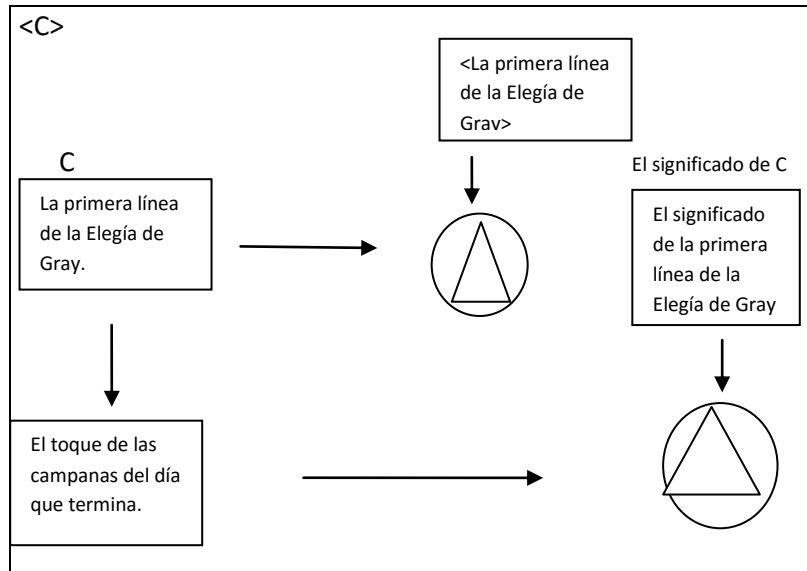 <C>
<La primera línea
de la Elegía de
Grav>
C
La primera línea
de la Elegía de
Gray.
El significado de C
El significado
de la primera
línea de la
Elegía de Gray
El toque de las
campanas del día
que termina.